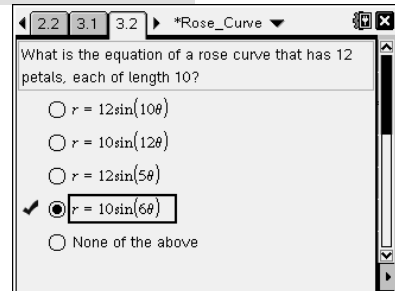 2.2 3.1 3.2 *Rose_Curve
What is the equation of a rose curve that has 12
petals, each of length 10?
r = 12sin(10θ)
r = 10sin(12θ)
r = 12sin(5θ)
r = 10sin(6θ)
None of the above